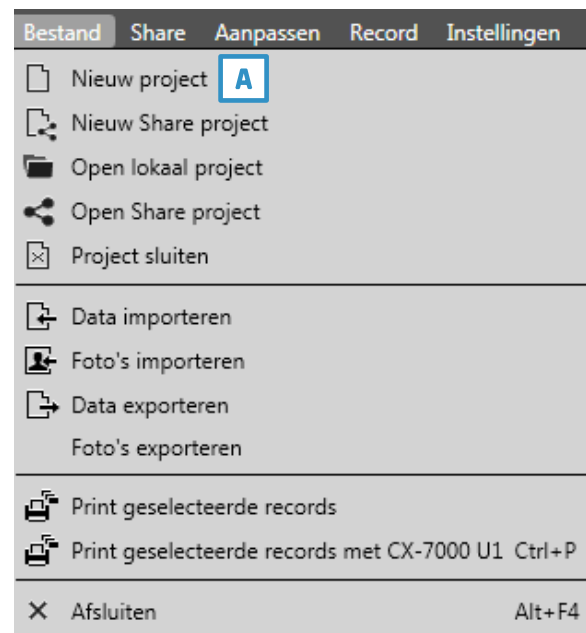 Bestand Share Aanpassen Record Instellingen
Nieuw project A
Nieuw Share project
Open lokaal project
Open Share project
Project sluiten
Data importeren
Foto's importeren
Data exporteren
Foto's exporteren
Print geselecteerde records
Print geselecteerde records met CX-7000 U1 Ctrl+P
Afsluiten Alt+F4